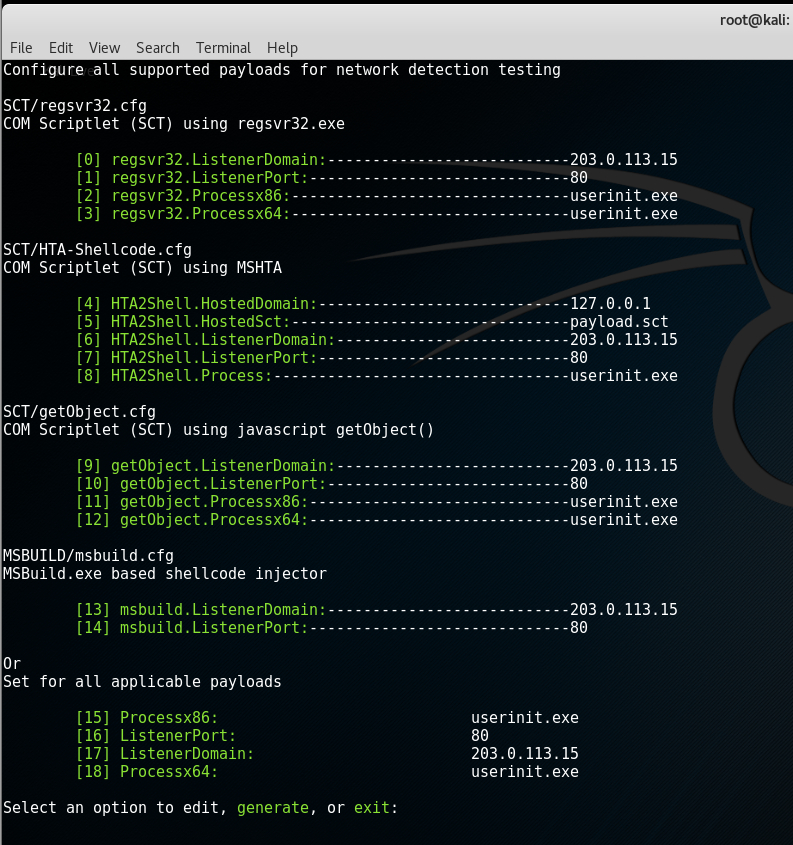 root@kali:
File Edit View Search Terminal Help
Configure all supported payloads for network detection testing
SCT/regsvr32.cfg
COM Scriptlet (SCT) using regsvr32.exe
[0] regsvr32.ListenerDomain:---------------------------203.0.113.15
[1] regsvr32.ListenerPort:-----------------------------80
[2] regsvr32.Processx86:-------------------------------userinit.exe
[3] regsvr32.Processx64:-------------------------------userinit.exe
SCT/HTA-Shellcode.cfg
COM Scriptlet (SCT) using MSHTA
[4] HTA2Shell.HostedDomain:----------------------------127.0.0.1
[5] HTA2Shell.HostedSct:-------------------------------payload.sct
[6] HTA2Shell.ListenerDomain:--------------------------203.0.113.15
[7] HTA2Shell.ListenerPort:----------------------------80
[8] HTA2Shell.Process:---------------------------------userinit.exe
SCT/getObject.cfg
COM Scriptlet (SCT) using javascript getObject()
[9] getObject.ListenerDomain:--------------------------203.0.113.15
[10] getObject.ListenerPort:---------------------------80
[11] getObject.Processx86:-----------------------------userinit.exe
[12] getObject.Processx64:-----------------------------userinit.exe
MSBUILD/msbuild.cfg
MSBuild.exe based shellcode injector
[13] msbuild.ListenerDomain:---------------------------203.0.113.15
[14] msbuild.ListenerPort:-----------------------------80
Or
Set for all applicable payloads
[15] Processx86: userinit.exe
[16] ListenerPort: 80
[17] ListenerDomain: 203.0.113.15
[18] Processx64: userinit.exe
Select an option to edit, generate, or exit: